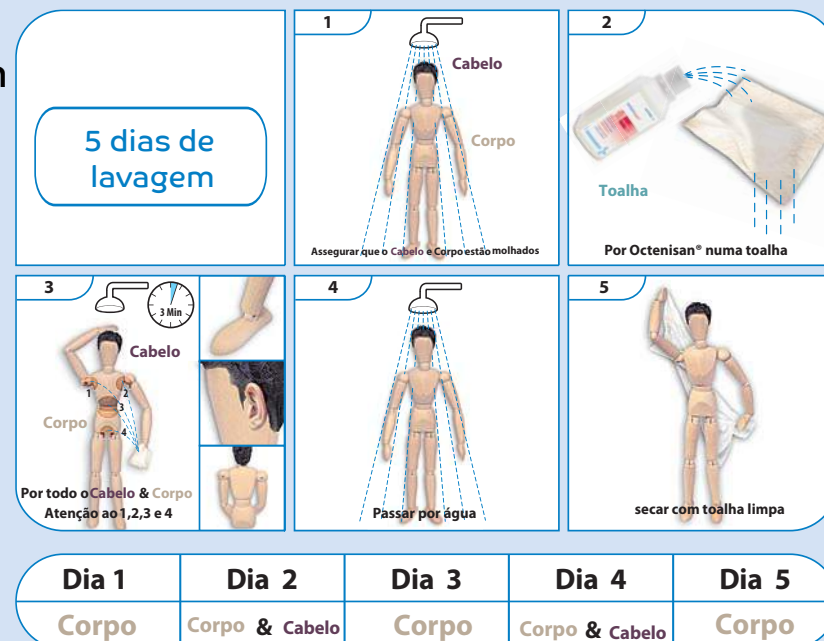 5 dias de
lavagem
1
Cabelo
Corpo
Assegurar que o Cabelo e Corpo estão molhados
2
Toalha
Por Octenisan® numa toalha
3
3 Min
Cabelo
1
2
3
Corpo
4
Por todo o Cabelo & Corpo
Atenção ao 1,2,3 e 4
4
Passar por água
5
secar com toalha limpa
Dia 1 Dia 2 Dia 3 Dia 4 Dia 5
Corpo Corpo & Cabelo Corpo Corpo & Cabelo Corpo